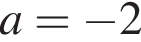 a = −2